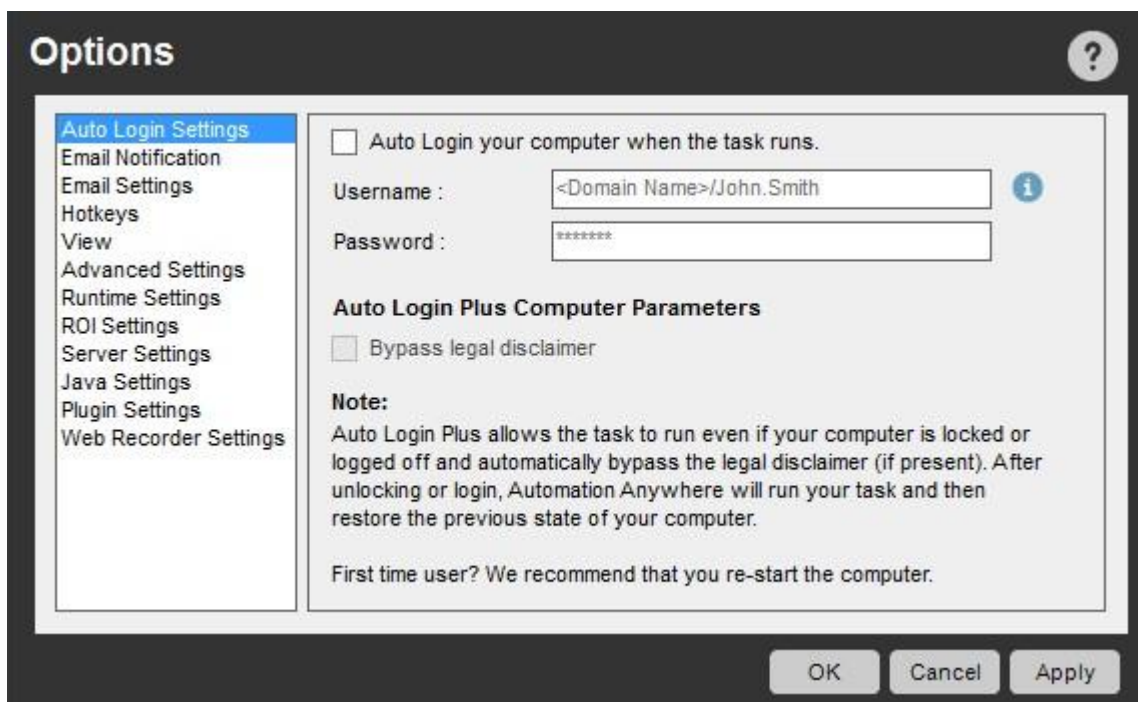 Options
?
Auto Login Settings
Email Notification
Email Settings
Hotkeys
View
Advanced Settings
Runtime Settings
ROI Settings
Server Settings
Java Settings
Plugin Settings
Web Recorder Settings
Auto Login your computer when the task runs.
Username :
<Domain Name>/John.Smith
i
Password :
*******
Auto Login Plus Computer Parameters
Bypass legal disclaimer
Note:
Auto Login Plus allows the task to run even if your computer is locked or
logged off and automatically bypass the legal disclaimer (if present). After
unlocking or login, Automation Anywhere will run your task and then
restore the previous state of your computer.
First time user? We recommend that you re-start the computer.
OK
Cancel
Apply